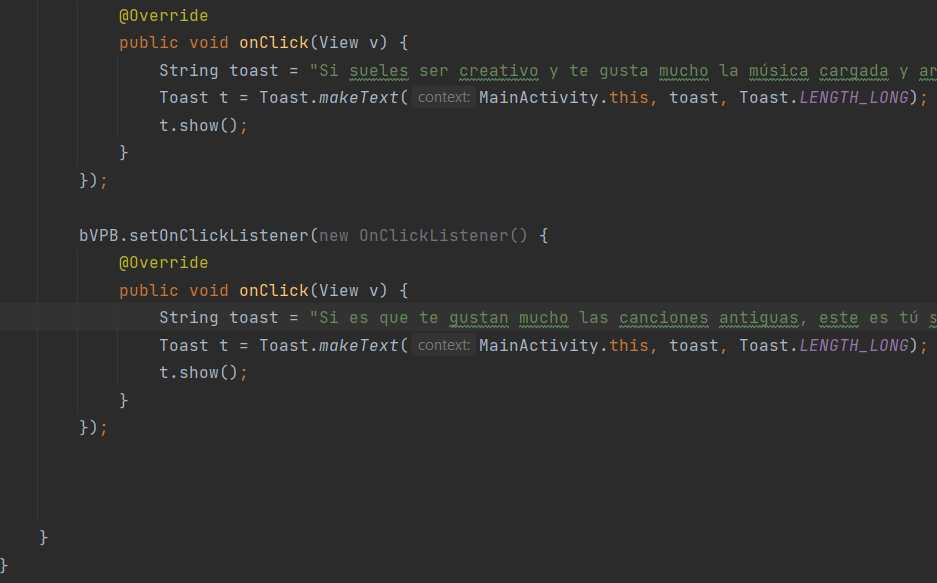 @Override
public void onClick(View v) {
String toast = "Si sueles ser creativo y te gusta mucho la música cargada y ar
Toast t = Toast.makeText( context: MainActivity.this, toast, Toast.LENGTH_LONG);
t.show();
}
});
bVPB.setOnClickListener(new OnClickListener() {
@Override
public void onClick(View v) {
String toast = "Si es que te gustan mucho las canciones antiguas, este es tú s
Toast t = Toast.makeText( context: MainActivity.this, toast, Toast.LENGTH_LONG);
t.show();
}
});
}
}